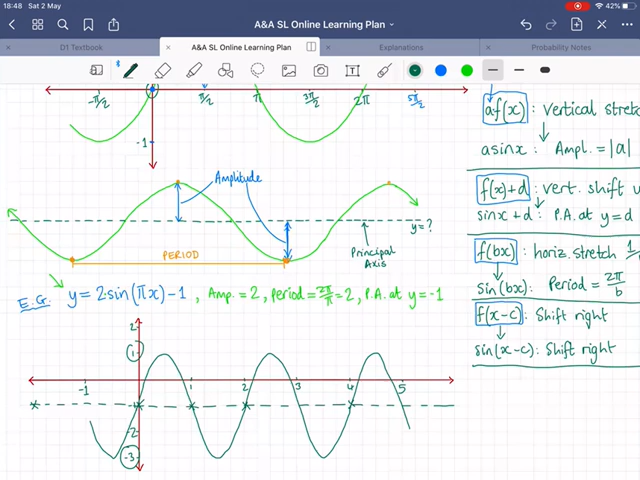 18:48 Sat 2 May
42%
A&A SL Online Learning Plan
D1 Textbook
A&A SL Online Learning Plan
Explanations
Probability Notes
-π/2
π/2
π
3π/2
2π
5π/2
-1
af(x) : Vertical stretc
asinx : Ampl. = |a|
f(x)+d : vert. shift u
sinx+d : P.A. at y=d
f(bx) : horiz. stretch 1/
sin(bx) : Period = 2π/b
f(x-c) : Shift right
sin(x-c) : Shift right
Amplitude
y=?
Principal Axis
PERIOD
E.G. y = 2sin(πx) - 1 , Amp = 2, Period = 2π/π = 2, P.A. at y = -1
2
1
-1
1
2
3
4
5
-2
-3